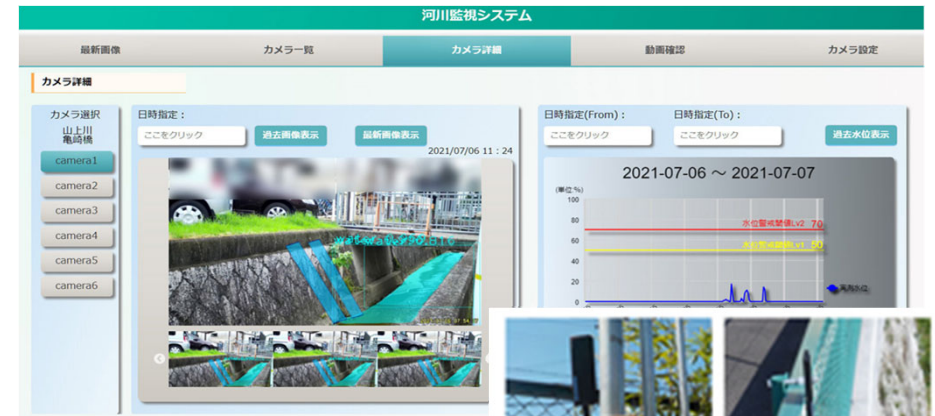 河川監視システム
最新画像
カメラ一覧
カメラ詳細
動画確認
カメラ設定
カメラ詳細
カメラ選択
山上川
亀崎橋
camera1
camera2
camera3
camera4
camera5
camera6
日時指定：
ここをクリック
過去画像表示
最新画像表示
2021/07/06 11：24
日時指定(From)：
日時指定(To)：
ここをクリック
ここをクリック
過去水位表示
2021-07-06 ～ 2021-07-07
(単位:%)
100
80
水位警戒閾値Lv2 70
60
水位警戒閾値Lv1 50
40
20
0